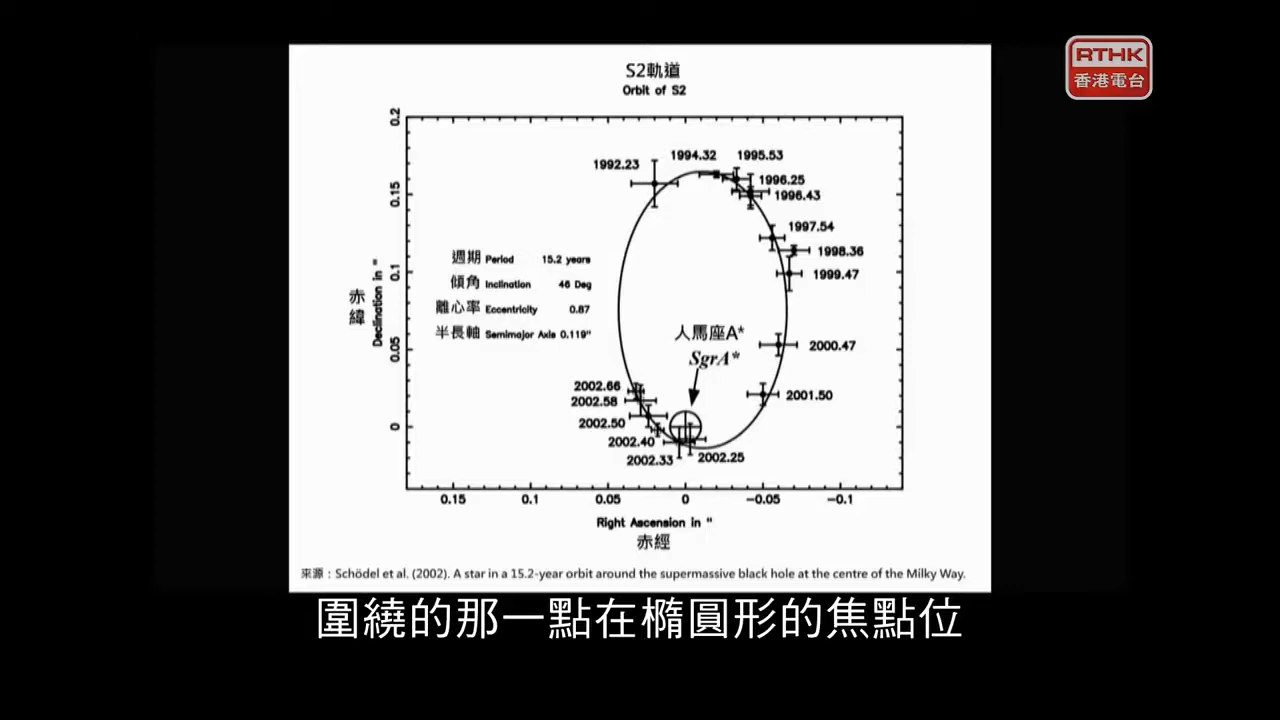 RTHK
香港電台
S2軌道
Orbit of S2
0.2
0.15
0.1
0.05
0
赤緯
Declination in "
1992.23
1994.32
1995.53
1996.25
1996.43
1997.54
1998.36
1999.47
週期 Period 15.2 years
傾角 Inclination 46 Deg
離心率 Eccentricity 0.87
半長軸 Semimajor Axis 0.119"
人馬座A*
SgrA*
2000.47
2001.50
2002.66
2002.58
2002.50
2002.40
2002.33
2002.25
0.15 0.1 0.05 0 −0.05 −0.1
Right Ascension in "
赤經
來源：Schödel et al. (2002). A star in a 15.2-year orbit around the supermassive black hole at the centre of the Milky Way.
圍繞的那一點在橢圓形的焦點位